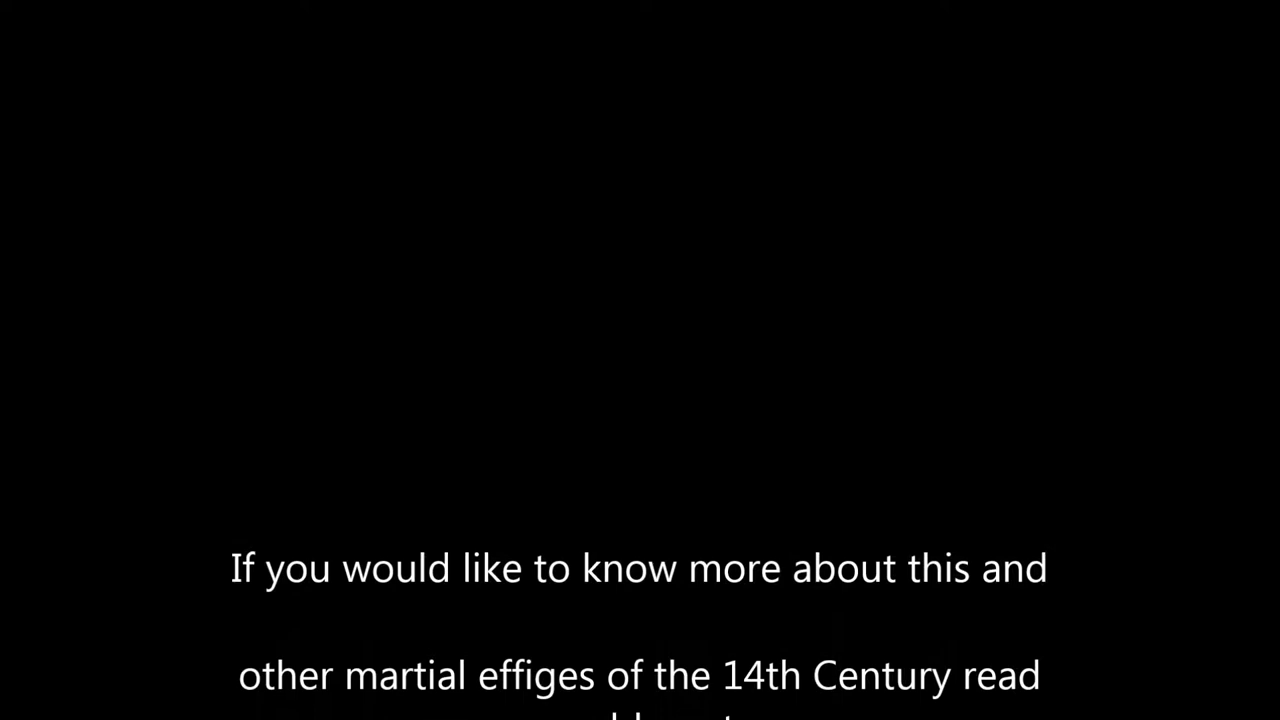 If you would like to know more about this and
other martial effiges of the 14th Century read